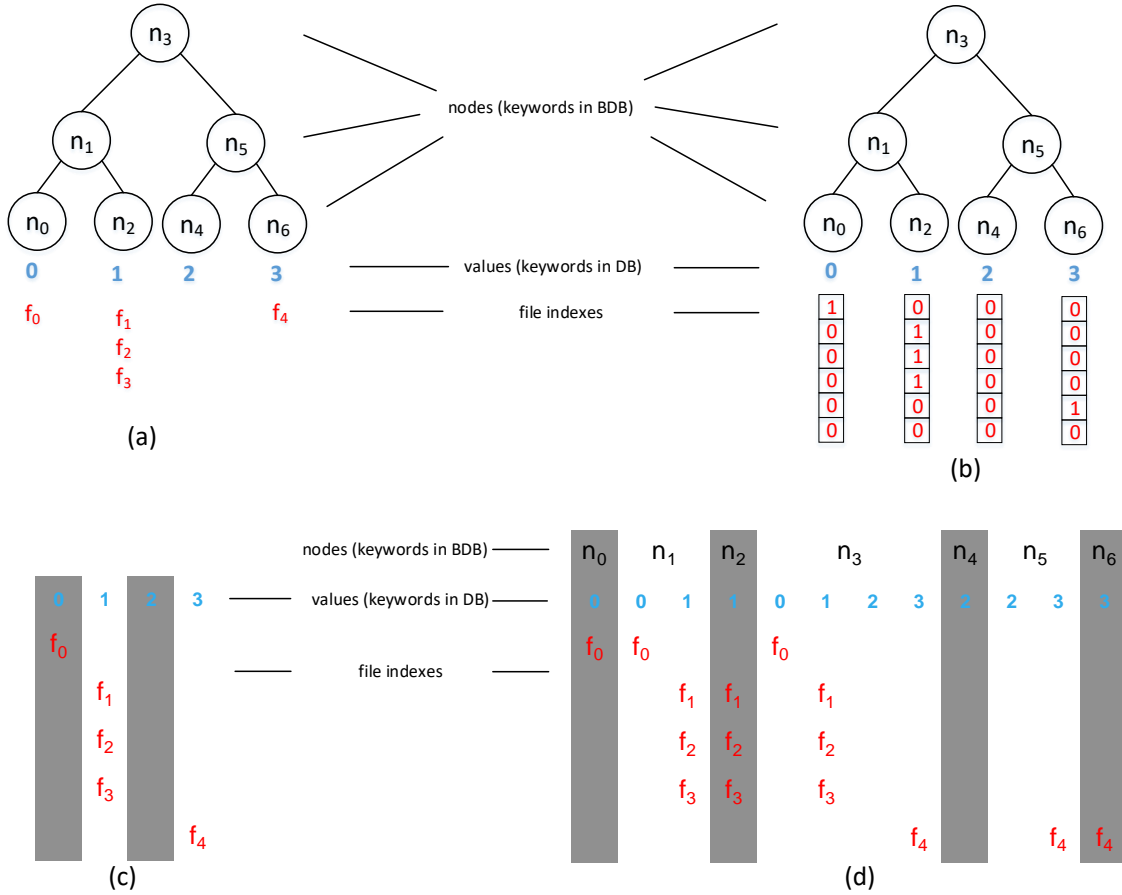 n3 n3
nodes (keywords in BDB)
n1 n5 n1 n5
n0 n2 n4 n6 n0 n2 n4 n6
0 1 2 3 values (keywords in DB) 0 1 2 3
f0 f1 f4 file indexes 1 0 0 0
f2 0 1 0 0
f3 0 1 0 0
0 1 0 0
0 0 0 1
0 0 0 0
(a) (b)
nodes (keywords in BDB) n0 n1 n2 n3 n4 n5 n6
0 1 2 3 values (keywords in DB) 0 0 1 1 0 1 2 3 2 2 3 3
f0 f0 f0 f0
file indexes
f1 f1 f1 f1
f2 f2 f2 f2
f3 f3 f3 f3
f4 f4 f4 f4
(c) (d)